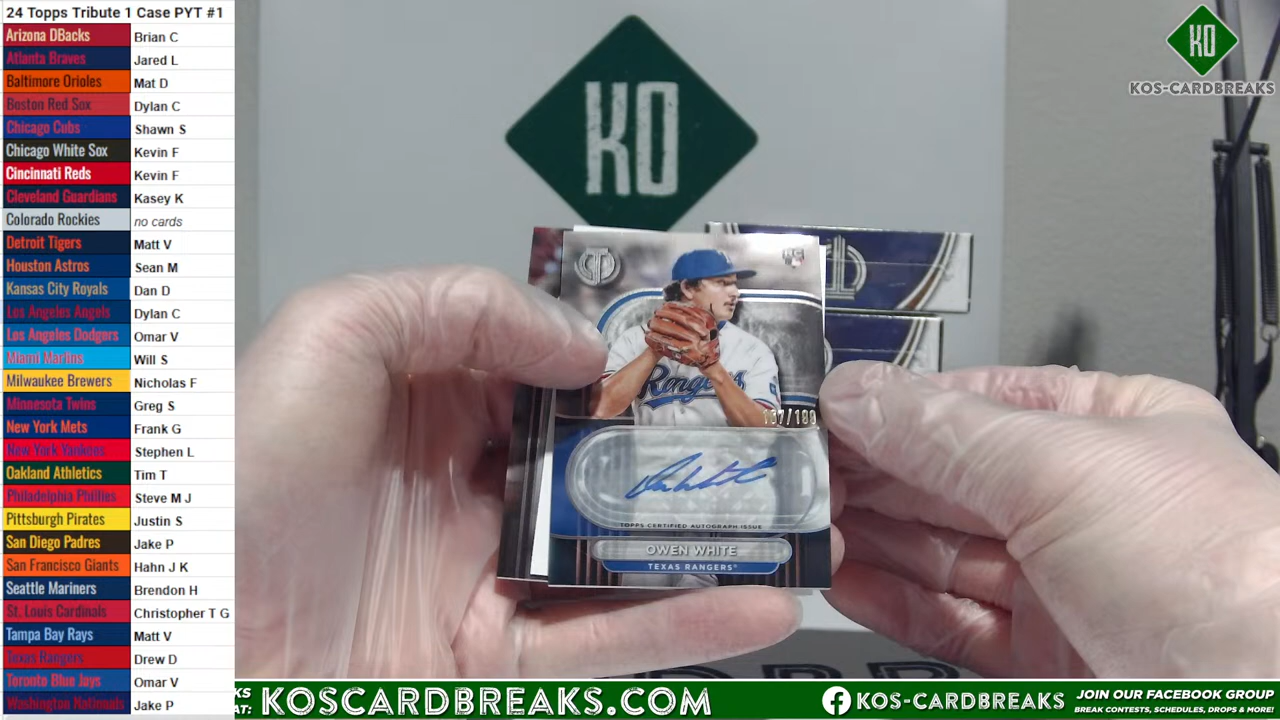 24 Topps Tribute 1 Case PYT #1
Arizona DBacks Brian C
Atlanta Braves Jared L
Baltimore Orioles Mat D
Boston Red Sox Dylan C
Chicago Cubs Shawn S
Chicago White Sox Kevin F
Cincinnati Reds Kevin F
Cleveland Guardians Kasey K
Colorado Rockies no cards
Detroit Tigers Matt V
Houston Astros Sean M
Kansas City Royals Dan D
Los Angeles Angels Dylan C
Los Angeles Dodgers Omar V
Miami Marlins Will S
Milwaukee Brewers Nicholas F
Minnesota Twins Greg S
New York Mets Frank G
New York Yankees Stephen L
Oakland Athletics Tim T
Philadelphia Phillies Steve M J
Pittsburgh Pirates Justin S
San Diego Padres Jake P
San Francisco Giants Hahn J K
Seattle Mariners Brendon H
St. Louis Cardinals Christopher T G
Tampa Bay Rays Matt V
Texas Rangers Drew D
Toronto Blue Jays Omar V
Washington Nationals Jake P
KO
KO
KOS-CARDBREAKS
RC
Rangers
137/180
TOPPS CERTIFIED AUTOGRAPH ISSUE
OWEN WHITE
TEXAS RANGERS
KS
AT:
KOSCARDBREAKS.COM
KOS-CARDBREAKS
JOIN OUR FACEBOOK GROUP
BREAK CONTESTS, SCHEDULES, DROPS & MORE!